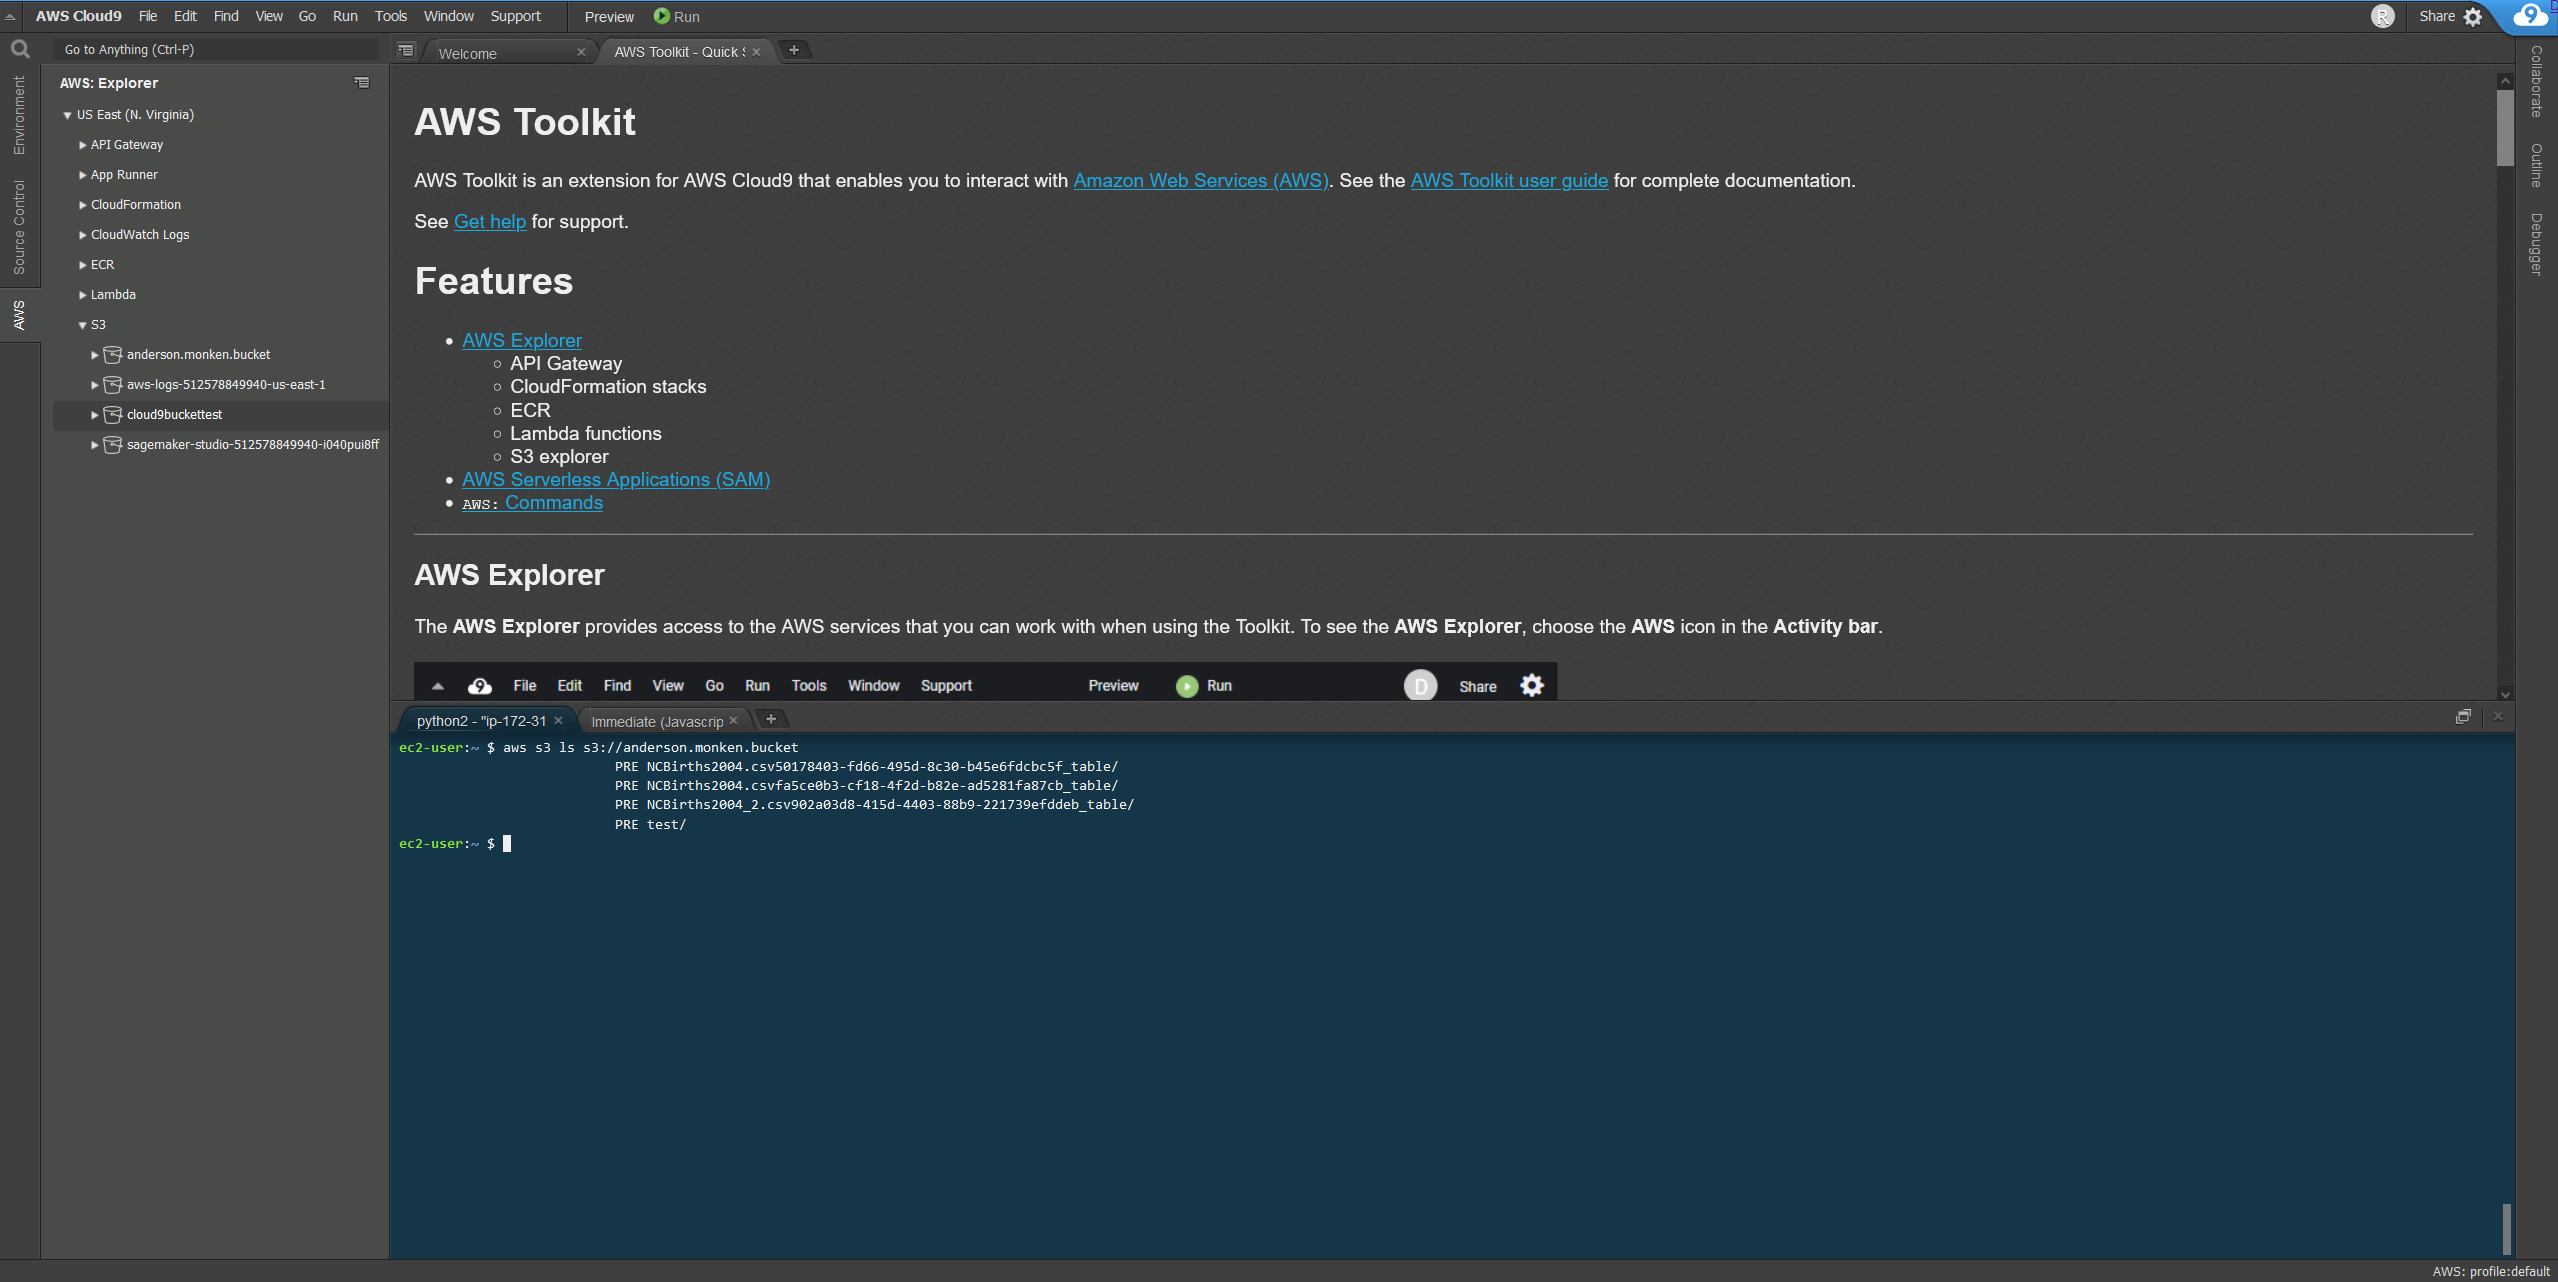 AWS Cloud9 File Edit Find View Go Run Tools Window Support Preview Run R Share 9
Go to Anything (Ctrl-P)
Welcome
AWS Toolkit - Quick S
Environment
Source Control
AWS
AWS: Explorer
US East (N. Virginia)
API Gateway
App Runner
CloudFormation
CloudWatch Logs
ECR
Lambda
S3
anderson.monken.bucket
aws-logs-512578849940-us-east-1
cloud9buckettest
sagemaker-studio-512578849940-i040pui8ff
AWS Toolkit
AWS Toolkit is an extension for AWS Cloud9 that enables you to interact with Amazon Web Services (AWS). See the AWS Toolkit user guide for complete documentation.
See Get help for support.
Features
AWS Explorer
API Gateway
CloudFormation stacks
ECR
Lambda functions
S3 explorer
AWS Serverless Applications (SAM)
AWS: Commands
AWS Explorer
The AWS Explorer provides access to the AWS services that you can work with when using the Toolkit. To see the AWS Explorer, choose the AWS icon in the Activity bar.
9 File Edit Find View Go Run Tools Window Support Preview Run D Share
Collaborate
Outline
Debugger
python2 - "ip-172-31
Immediate (Javascrip
ec2-user:~ $ aws s3 ls s3://anderson.monken.bucket
PRE NCBirths2004.csv50178403-fd66-495d-8c30-b45e6fdcbc5f_table/
PRE NCBirths2004.csvfa5ce0b3-cf18-4f2d-b82e-ad5281fa87cb_table/
PRE NCBirths2004_2.csv902a03d8-415d-4403-88b9-221739efddeb_table/
PRE test/
ec2-user:~ $
AWS: profile:default